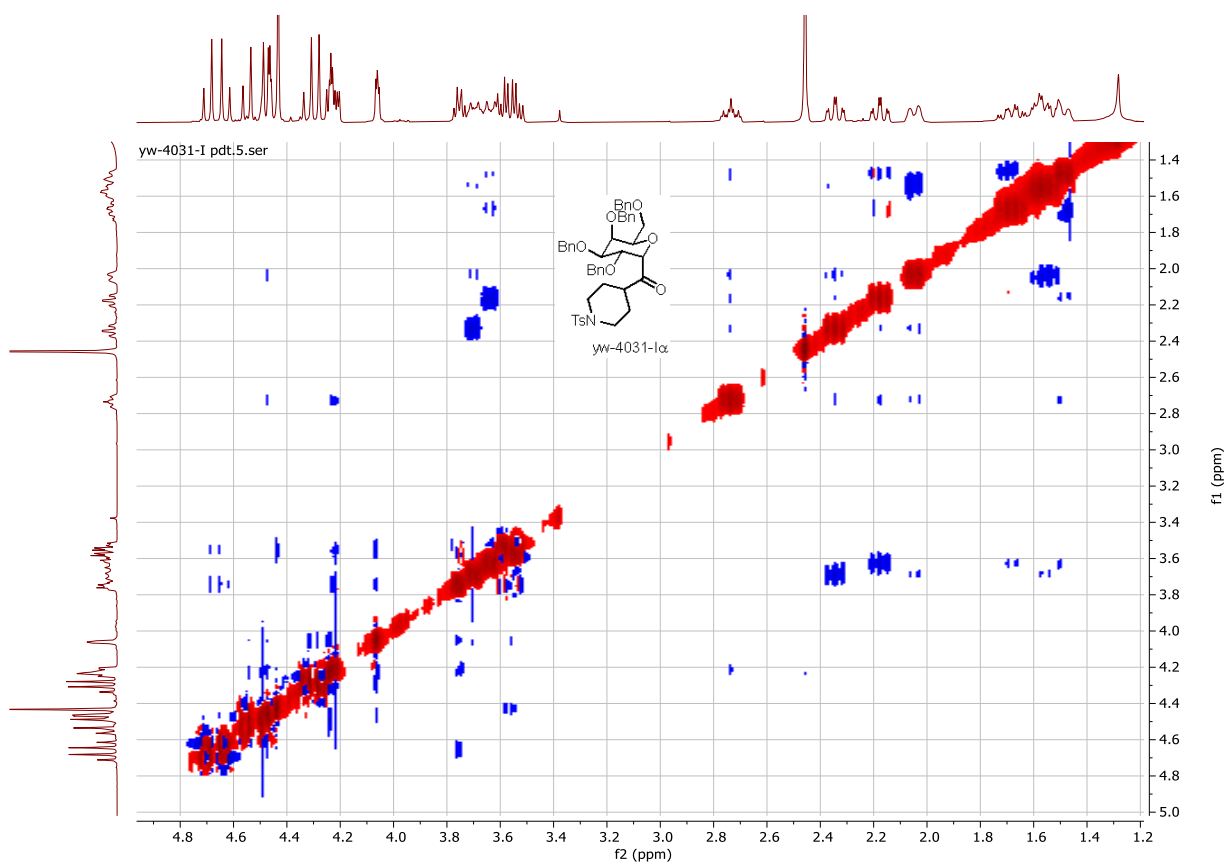 yw-4031-I pdt.5.ser
OBn
OBn
BnO
O
BnO
O
TsN
yw-4031-Iα
1.4
1.6
1.8
2.0
2.2
2.4
2.6
2.8
3.0
3.2
3.4
3.6
3.8
4.0
4.2
4.4
4.6
4.8
5.0
f1 (ppm)
4.8 4.6 4.4 4.2 4.0 3.8 3.6 3.4 3.2 3.0 2.8 2.6 2.4 2.2 2.0 1.8 1.6 1.4 1.2
f2 (ppm)